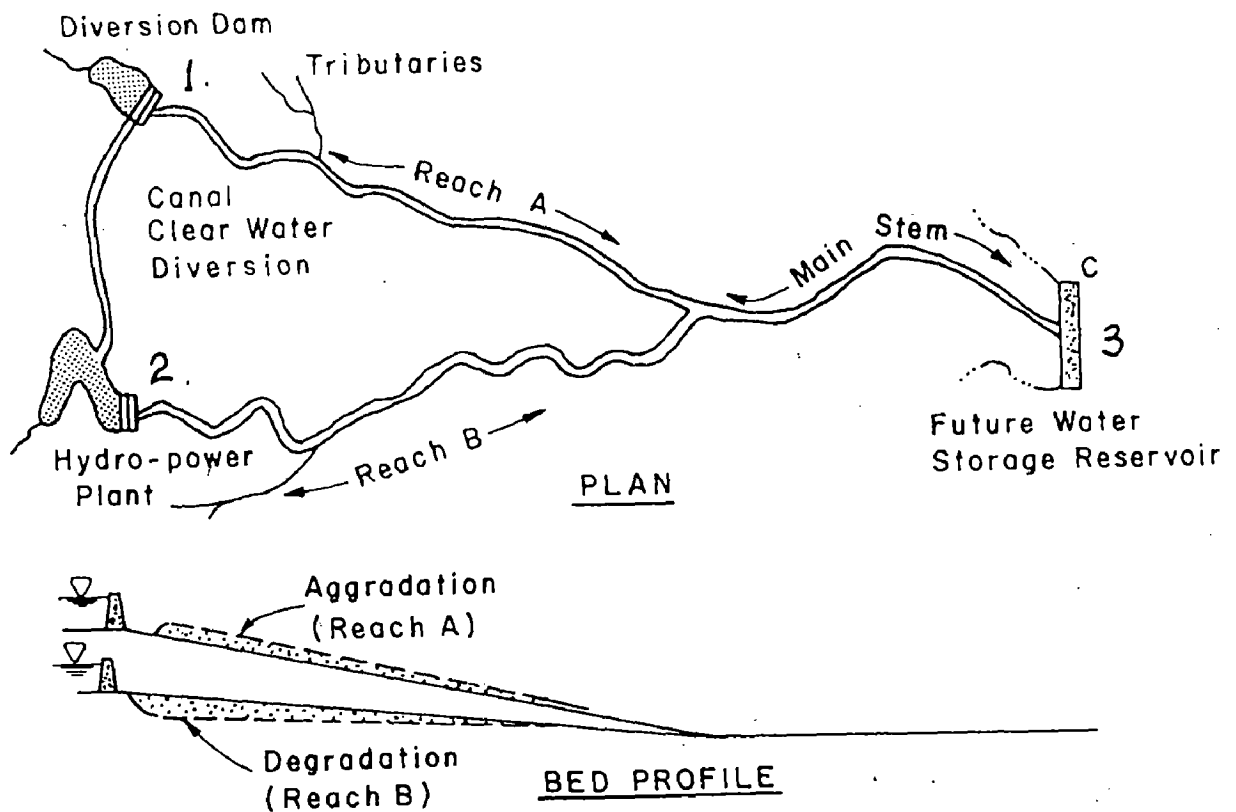 Diversion Dam
1.
Tributaries
Reach A
Canal
Clear Water
Diversion
Main Stem
C
3
2.
Reach B
Hydro-power
Plant
Future Water
Storage Reservoir
PLAN
Aggradation
(Reach A)
Degradation
(Reach B)
BED PROFILE